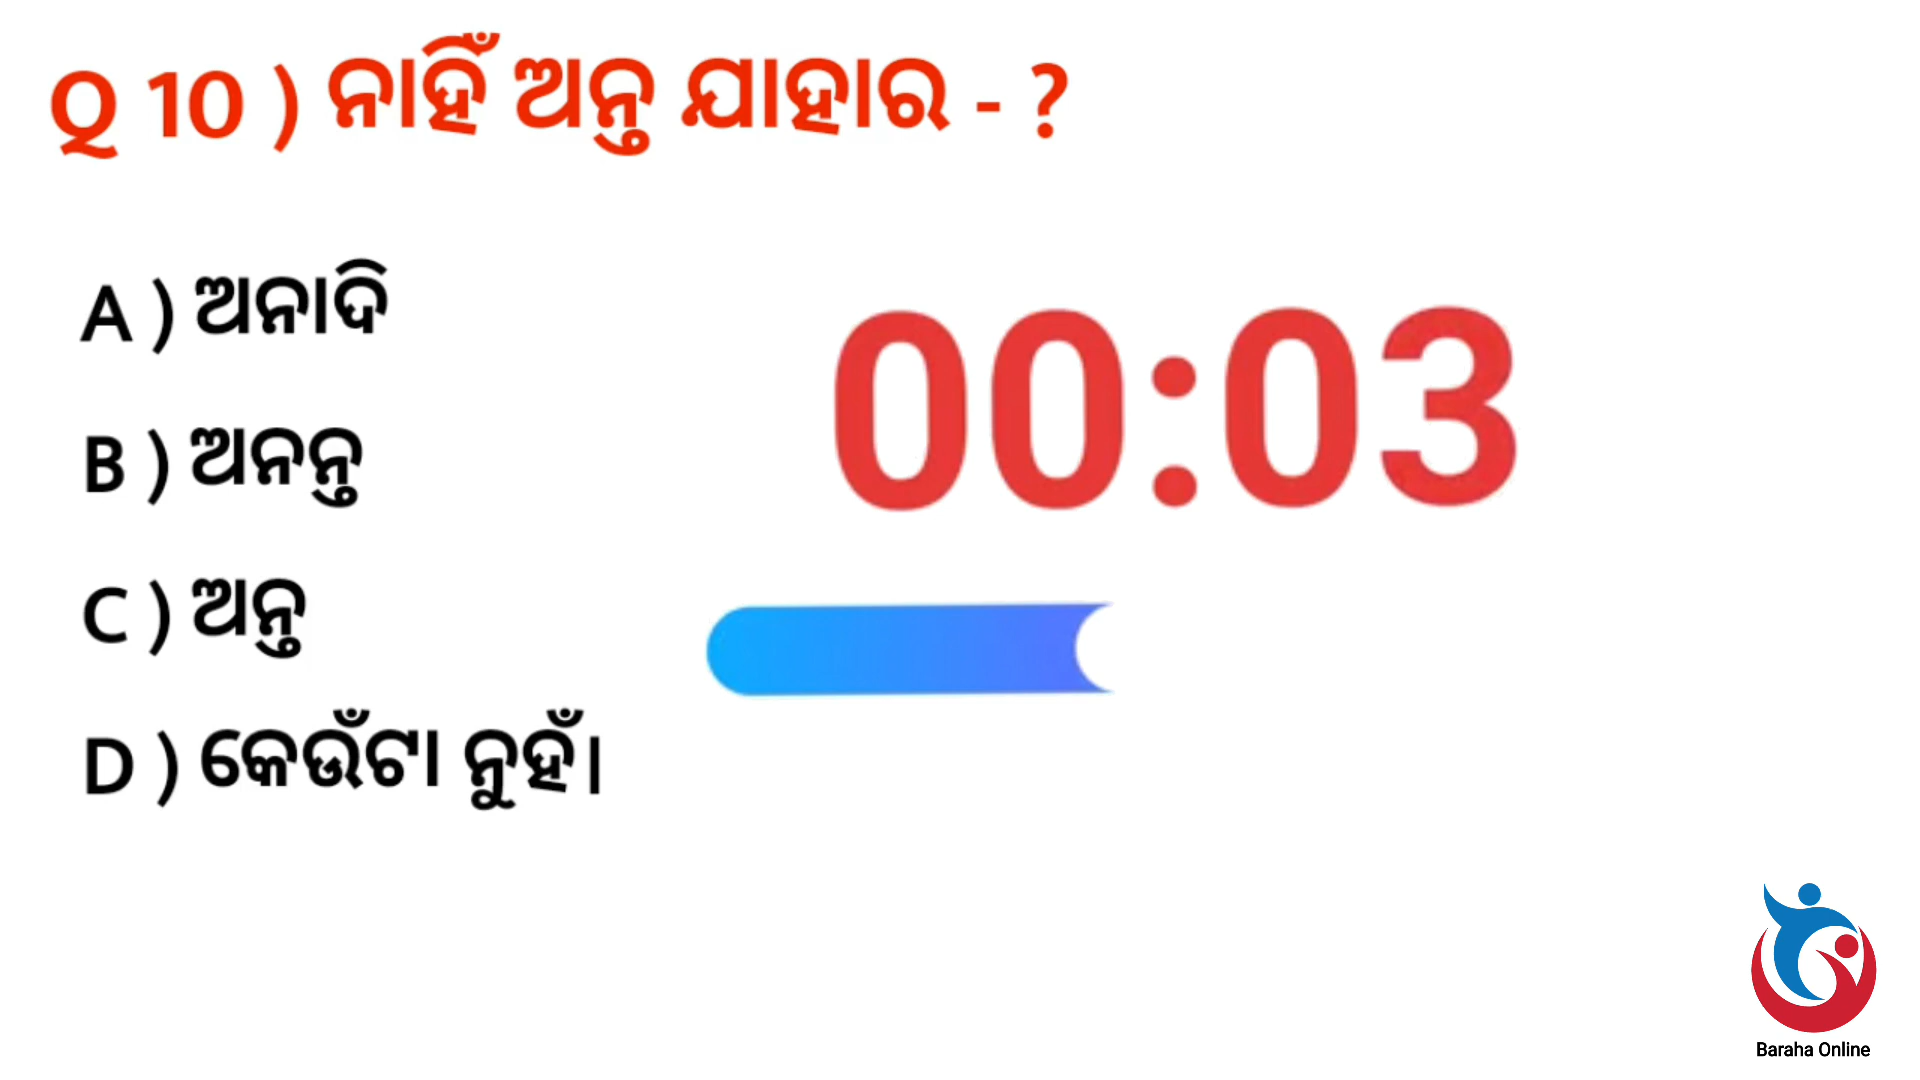 Q 10 ) ନାହିଁ ଅନ୍ତ ଯାହାର - ?
A ) ଅନାଦି
B ) ଅନନ୍ତ
C ) ଅନ୍ତ
D ) କେଉଁଟା ନୁହଁ।
00:03
Baraha Online